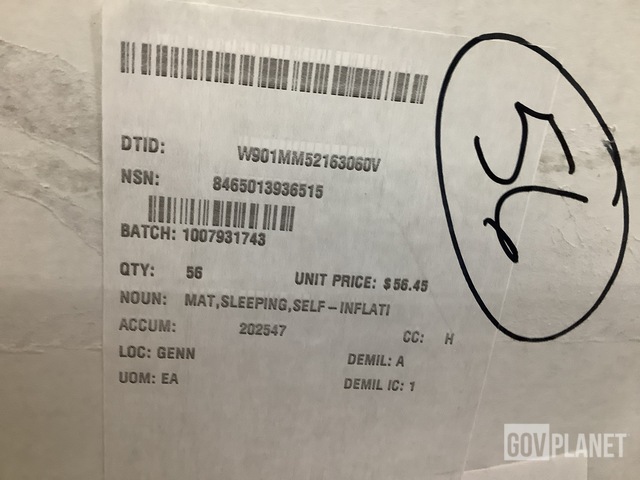 DTID: W901MM52163060V
NSN: 8465013936515
BATCH: 1007931743
QTY: 56 UNIT PRICE: $56.45
NOUN: MAT,SLEEPING,SELF-INFLATI
ACCUM: 202547 CC: H
LOC: GENN DEMIL: A
UOM: EA DEMIL IC: 1
56
GOVPLANET